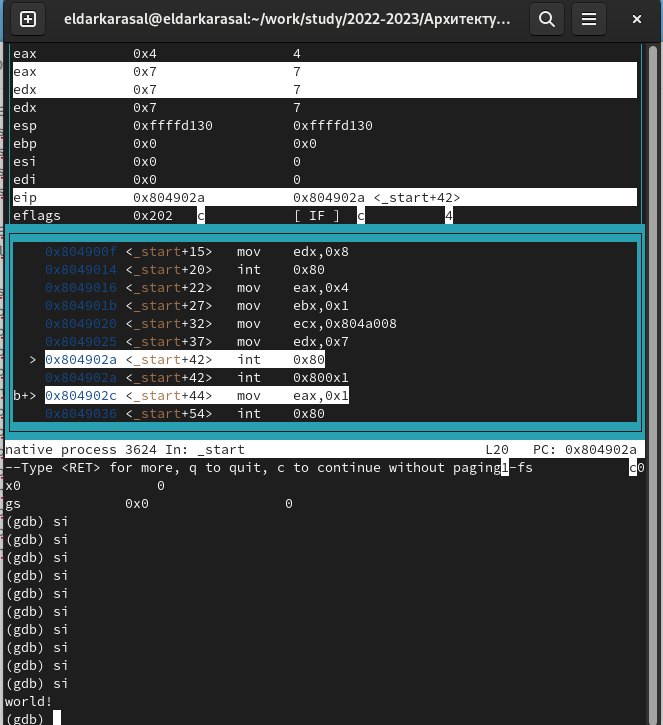 eldarkarasal@eldarkarasal:~/work/study/2022-2023/Архитекту...
eax 0x4 4
eax 0x7 7
edx 0x7 7
edx 0x7 7
esp 0xffffd130 0xffffd130
ebp 0x0 0x0
esi 0x0 0
edi 0x0 0
eip 0x804902a 0x804902a <_start+42>
eflags 0x202 c [ IF ] c 4
0x804900f <_start+15> mov edx,0x8
0x8049014 <_start+20> int 0x80
0x8049016 <_start+22> mov eax,0x4
0x804901b <_start+27> mov ebx,0x1
0x8049020 <_start+32> mov ecx,0x804a008
0x8049025 <_start+37> mov edx,0x7
> 0x804902a <_start+42> int 0x80
0x804902a <_start+42> int 0x800x1
b+> 0x804902c <_start+44> mov eax,0x1
0x8049036 <_start+54> int 0x80
native process 3624 In: _start L20 PC: 0x804902a
--Type <RET> for more, q to quit, c to continue without paging1-fs c0
x0 0
gs 0x0 0
(gdb) si
(gdb) si
(gdb) si
(gdb) si
(gdb) si
(gdb) si
(gdb) si
(gdb) si
(gdb) si
(gdb) si
world!
(gdb)